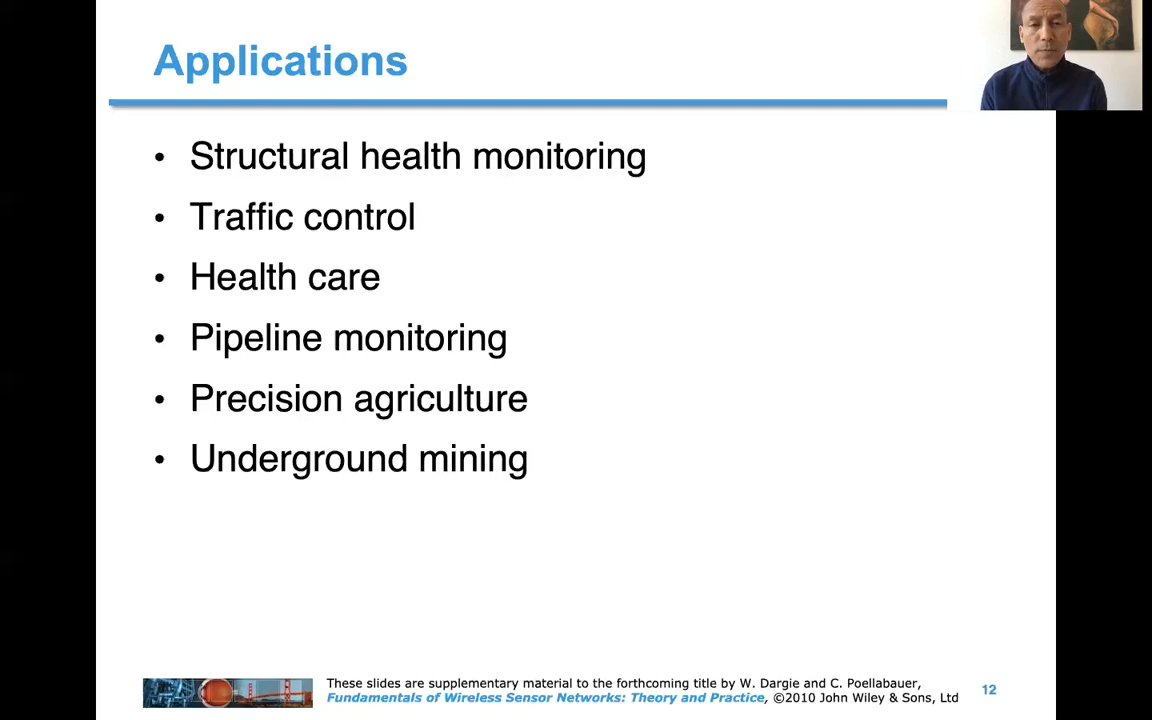 Applications
• Structural health monitoring
• Traffic control
• Health care
• Pipeline monitoring
• Precision agriculture
• Underground mining
These slides are supplementary material to the forthcoming title by W. Dargie and C. Poellabauer,
Fundamentals of Wireless Sensor Networks: Theory and Practice, ©2010 John Wiley & Sons, Ltd
12